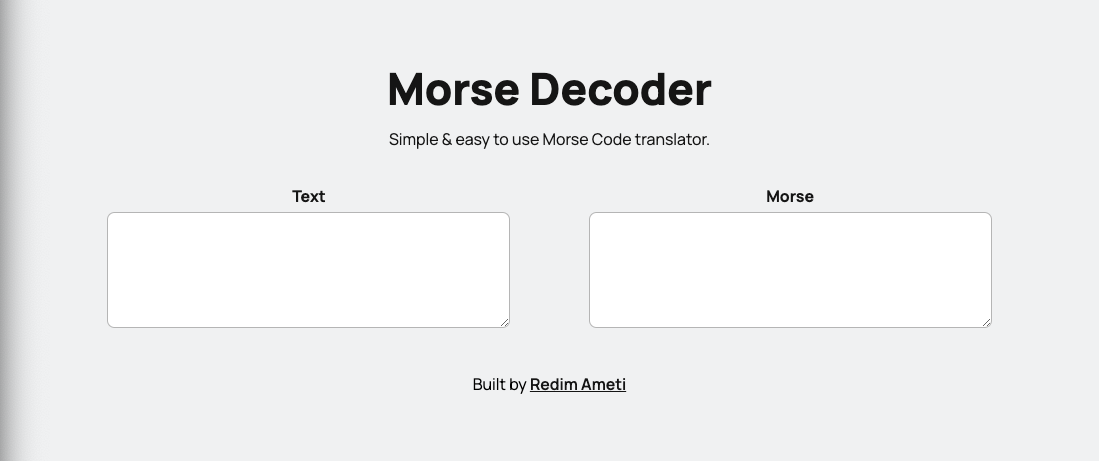 Morse Decoder
Simple & easy to use Morse Code translator.
Text
Morse
Built by Redim Ameti